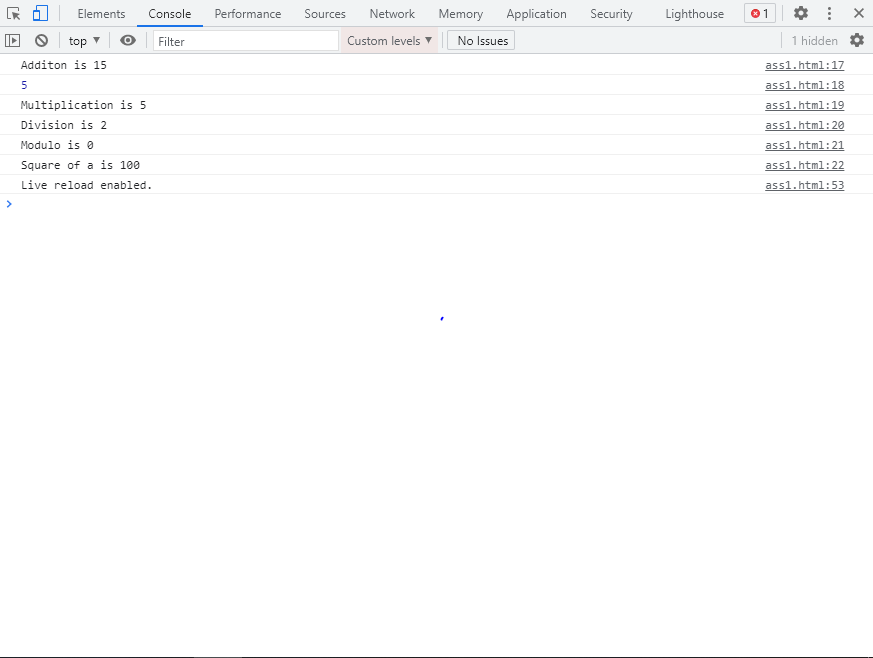 Elements Console Performance Sources Network Memory Application Security Lighthouse 1
top Filter Custom levels No Issues 1 hidden
Additon is 15 ass1.html:17
5 ass1.html:18
Multiplication is 5 ass1.html:19
Division is 2 ass1.html:20
Modulo is 0 ass1.html:21
Square of a is 100 ass1.html:22
Live reload enabled. ass1.html:53